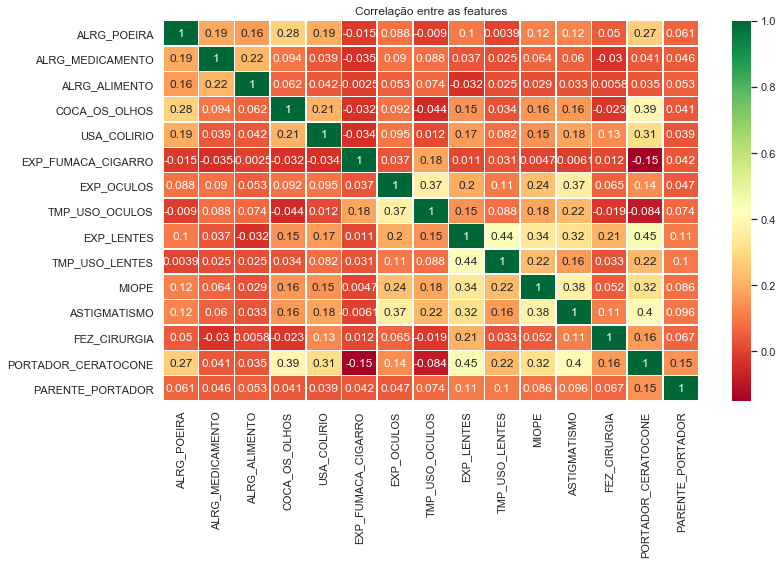 Correlação entre as features
ALRG_POEIRA 1 0.19 0.16 0.28 0.19 -0.015 0.088 -0.009 0.1 0.0039 0.12 0.12 0.05 0.27 0.061
ALRG_MEDICAMENTO 0.19 1 0.22 0.094 0.039 -0.035 0.09 0.088 0.037 0.025 0.064 0.06 -0.03 0.041 0.046
ALRG_ALIMENTO 0.16 0.22 1 0.062 0.042 -0.0025 0.053 0.074 -0.032 0.025 0.029 0.033 0.0058 0.035 0.053
COCA_OS_OLHOS 0.28 0.094 0.062 1 0.21 -0.032 0.092 -0.044 0.15 0.034 0.16 0.16 -0.023 0.39 0.041
USA_COLIRIO 0.19 0.039 0.042 0.21 1 -0.034 0.095 0.012 0.17 0.082 0.15 0.18 0.13 0.31 0.039
EXP_FUMACA_CIGARRO -0.015 -0.035 -0.0025 -0.032 -0.034 1 0.037 0.18 0.011 0.031 0.0047 -0.0061 0.012 -0.15 0.042
EXP_OCULOS 0.088 0.09 0.053 0.092 0.095 0.037 1 0.37 0.2 0.11 0.24 0.37 0.065 0.14 0.047
TMP_USO_OCULOS -0.009 0.088 0.074 -0.044 0.012 0.18 0.37 1 0.15 0.088 0.18 0.22 -0.019 -0.084 0.074
EXP_LENTES 0.1 0.037 -0.032 0.15 0.17 0.011 0.2 0.15 1 0.44 0.34 0.32 0.21 0.45 0.11
TMP_USO_LENTES 0.0039 0.025 0.025 0.034 0.082 0.031 0.11 0.088 0.44 1 0.22 0.16 0.033 0.22 0.1
MIOPE 0.12 0.064 0.029 0.16 0.15 0.0047 0.24 0.18 0.34 0.22 1 0.38 0.052 0.32 0.086
ASTIGMATISMO 0.12 0.06 0.033 0.16 0.18 -0.0061 0.37 0.22 0.32 0.16 0.38 1 0.11 0.4 0.096
FEZ_CIRURGIA 0.05 -0.03 0.0058 -0.023 0.13 0.012 0.065 -0.019 0.21 0.033 0.052 0.11 1 0.16 0.067
PORTADOR_CERATOCONE 0.27 0.041 0.035 0.39 0.31 -0.15 0.14 -0.084 0.45 0.22 0.32 0.4 0.16 1 0.15
PARENTE_PORTADOR 0.061 0.046 0.053 0.041 0.039 0.042 0.047 0.074 0.11 0.1 0.086 0.096 0.067 0.15 1
ALRG_POEIRA
ALRG_MEDICAMENTO
ALRG_ALIMENTO
COCA_OS_OLHOS
USA_COLIRIO
EXP_FUMACA_CIGARRO
EXP_OCULOS
TMP_USO_OCULOS
EXP_LENTES
TMP_USO_LENTES
MIOPE
ASTIGMATISMO
FEZ_CIRURGIA
PORTADOR_CERATOCONE
PARENTE_PORTADOR
1.0
0.8
0.6
0.4
0.2
0.0